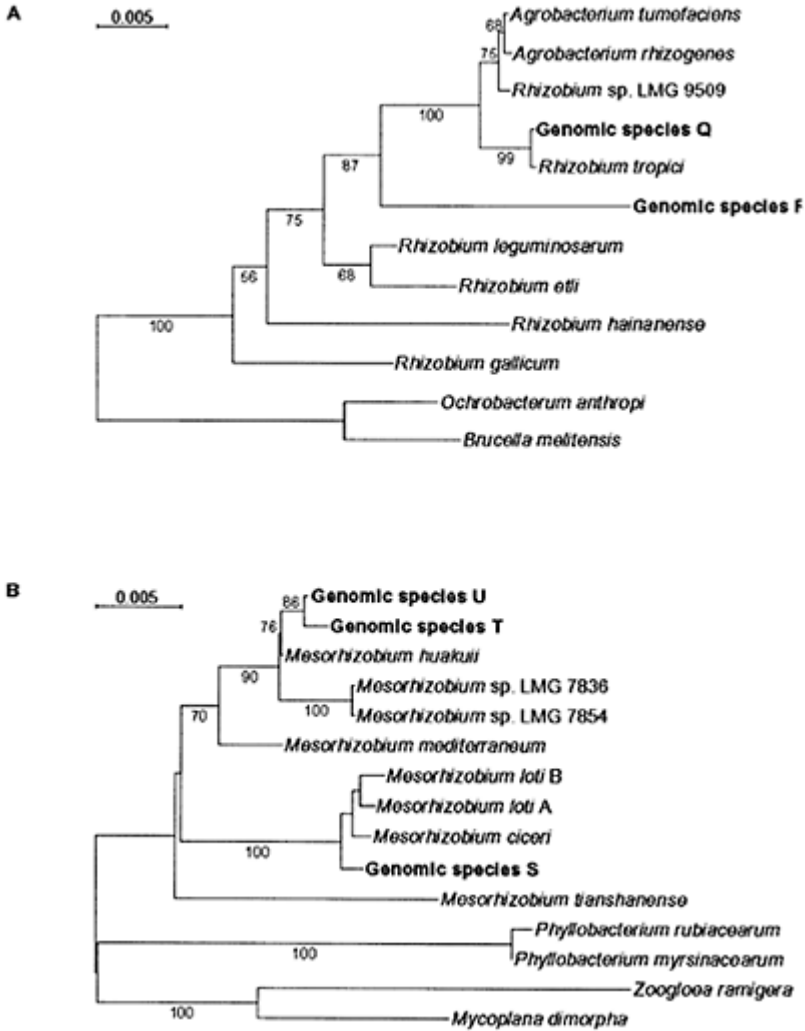 A
0.005
68
Agrobacterium tumefaciens
75
Agrobacterium rhizogenes
Rhizobium sp. LMG 9509
100
Genomic species Q
99
Rhizobium tropici
87
Genomic species
75
Rhizobium leguminosarum
68
Rhizobium etli
56
Rhizobium hainanense
100
Rhizobium gallicum
Ochrobacterum anthropi
Brucella melitensis
B
0.005
86
Genomic species U
76
Genomic species T
Mesorhizobium huakuii
90
Mesorhizobium sp. LMG 7836
100
Mesorhizobium sp. LMG 7854
70
Mesorhizobium mediterraneum
Mesorhizobium loti B
Mesorhizobium loti A
Mesorhizobium ciceri
100
Genomic species S
Mesorhizobium tianshanense
Phyllobacterium rubiacearum
100
Phyllobacterium myrsinacearum
Zoogloea ramigera
100
Mycoplana dimorpha